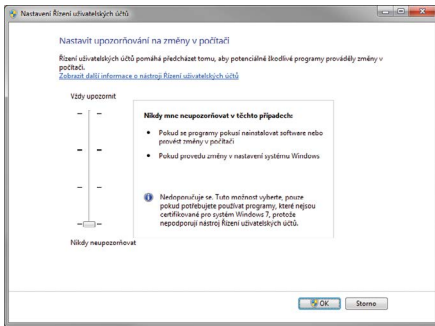 Nastavení Řízení uživatelských účtů
Nastavit upozorňování na změny v počítači
Řízení uživatelských účtů pomáhá předcházet tomu, aby potenciálně škodlivé programy prováděly změny v
počítači.
Zobrazit další informace o nástroji Řízení uživatelských účtů
Vždy upozornit
Nikdy mne neupozorňovat v těchto případech:
• Pokud se programy pokusí nainstalovat software nebo
provést změny v počítači
• Pokud provedu změny v nastavení systému Windows
Nedoporučuje se. Tuto možnost vyberte, pouze
pokud potřebujete používat programy, které nejsou
certifikované pro systém Windows 7, protože
nepodporují nástroj Řízení uživatelských účtů.
Nikdy neupozorňovat
OK
Storno